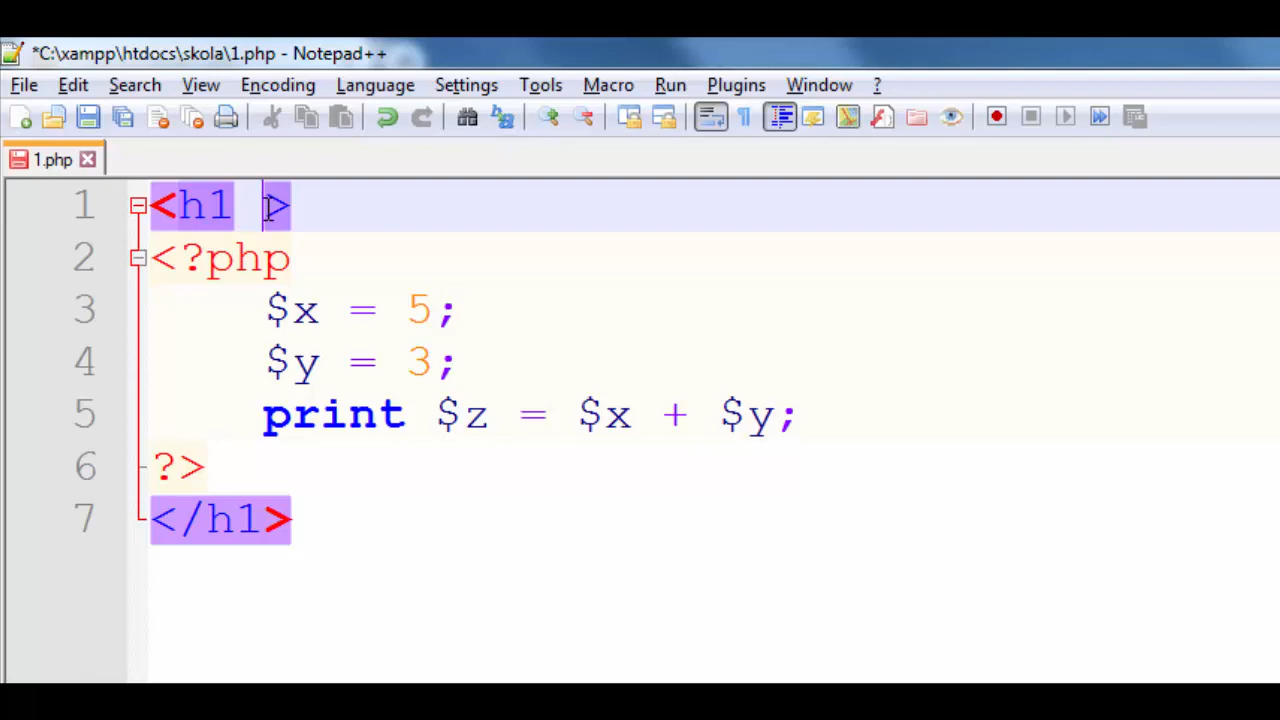 *C:\xampp\htdocs\skola\1.php - Notepad++
File Edit Search View Encoding Language Settings Tools Macro Run Plugins Window ?
1.php
1 <h1 >
2 <?php
3 $x = 5;
4 $y = 3;
5 print $z = $x + $y;
6 ?>
7 </h1>